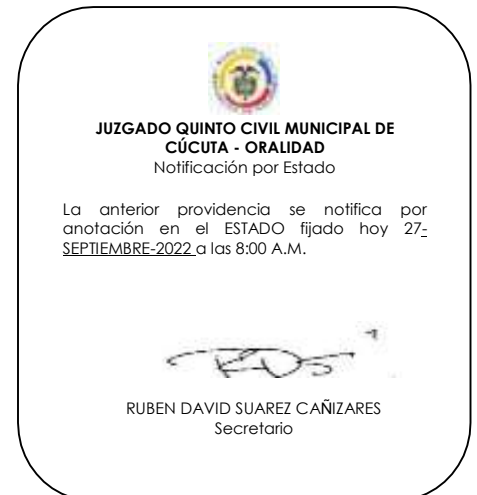 JUZGADO QUINTO CIVIL MUNICIPAL DE
CÚCUTA - ORALIDAD
Notificación por Estado
La anterior providencia se notifica por
anotación en el ESTADO fijado hoy 27-
SEPTIEMBRE-2022 a las 8:00 A.M.
RUBEN DAVID SUAREZ CAÑIZARES
Secretario